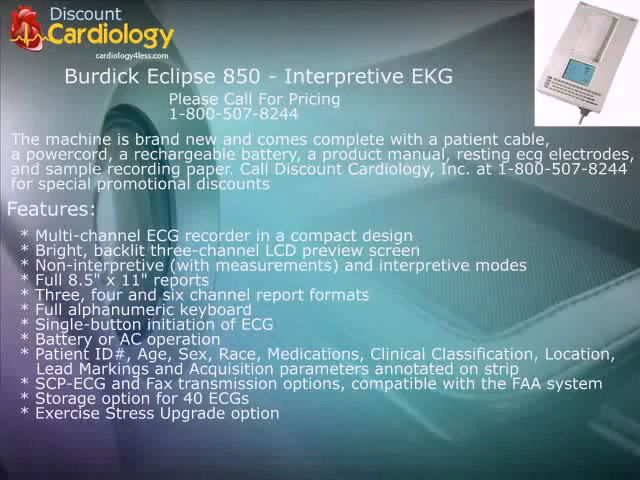 Discount
Cardiology
cardiology4less.com
Burdick Eclipse 850 - Interpretive EKG
Please Call For Pricing
1-800-507-8244
The machine is brand new and comes complete with a patient cable,
a powercord, a rechargeable battery, a product manual, resting ecg electrodes,
and sample recording paper. Call Discount Cardiology, Inc. at 1-800-507-8244
for special promotional discounts
Features:
* Multi-channel ECG recorder in a compact design
* Bright, backlit three-channel LCD preview screen
* Non-interpretive (with measurements) and interpretive modes
* Full 8.5" x 11" reports
* Three, four and six channel report formats
* Full alphanumeric keyboard
* Single-button initiation of ECG
* Battery or AC operation
* Patient ID#, Age, Sex, Race, Medications, Clinical Classification, Location,
Lead Markings and Acquisition parameters annotated on strip
* SCP-ECG and Fax transmission options, compatible with the FAA system
* Storage option for 40 ECGs
* Exercise Stress Upgrade option